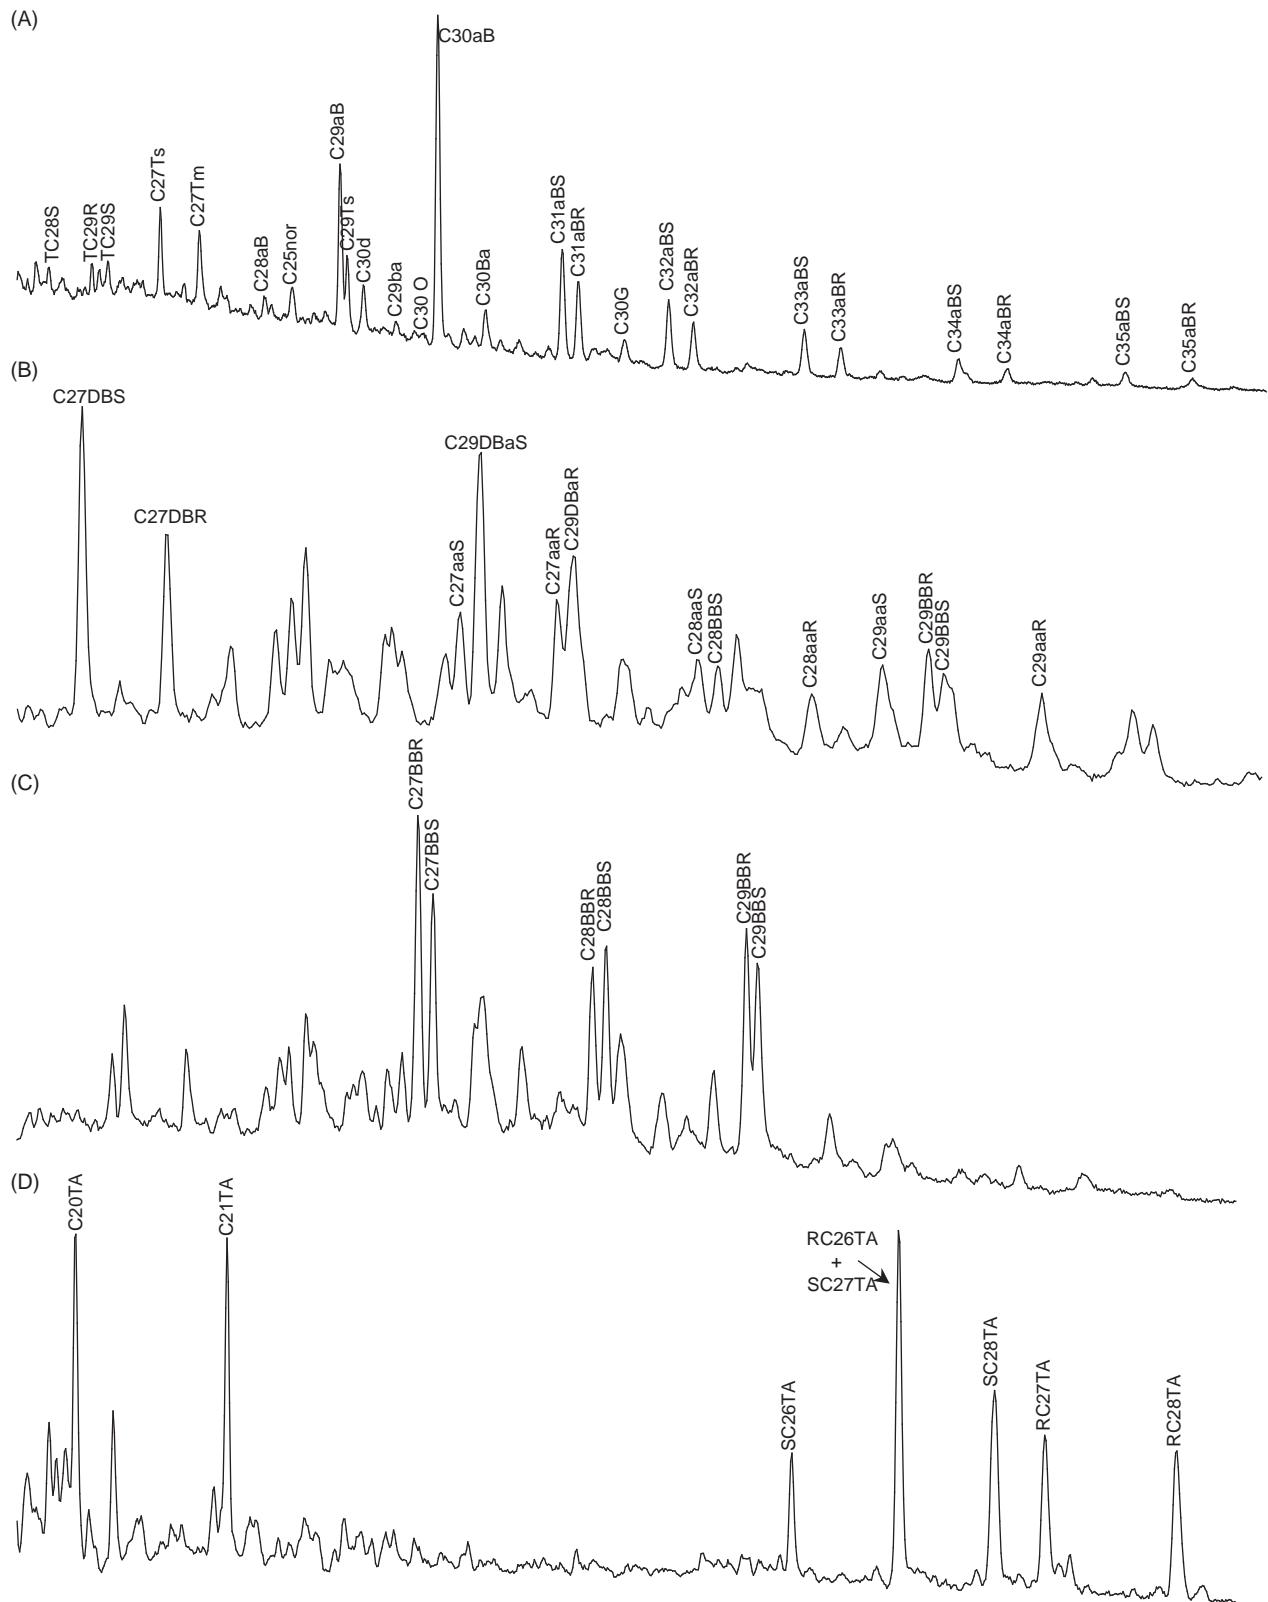 (A)
TC28S
TC29R
TC29S
C27Ts
C27Tm
C28aB
C25nor
C29aB
C29Ts
C30d
C29ba
C30 O
C30aB
C30Ba
C31aBS
C31aBR
C30G
C32aBS
C32aBR
C33aBS
C33aBR
C34aBS
C34aBR
C35aBS
C35aBR
(B)
C27DBS
C27DBR
C27aaS
C29DBaS
C27aaR
C29DBaR
C28aaS
C28BBS
C28aaR
C29aaS
C29BBR
C29BBS
C29aaR
(C)
C27BBR
C27BBS
C28BBR
C28BBS
C29BBR
C29BBS
(D)
C20TA
C21TA
SC26TA
RC26TA
+
SC27TA
SC28TA
RC27TA
RC28TA